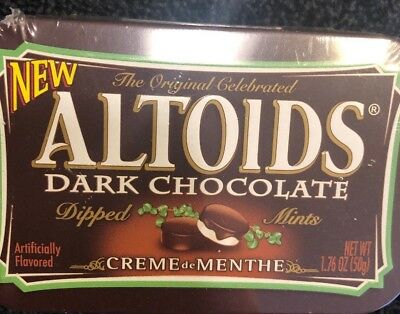 NEW
The Original Celebrated
ALTOIDS®
DARK CHOCOLATE
Dipped Mints
Artificially
Flavored
NET WT
1.76 OZ (50g)
CREME de MENTHE